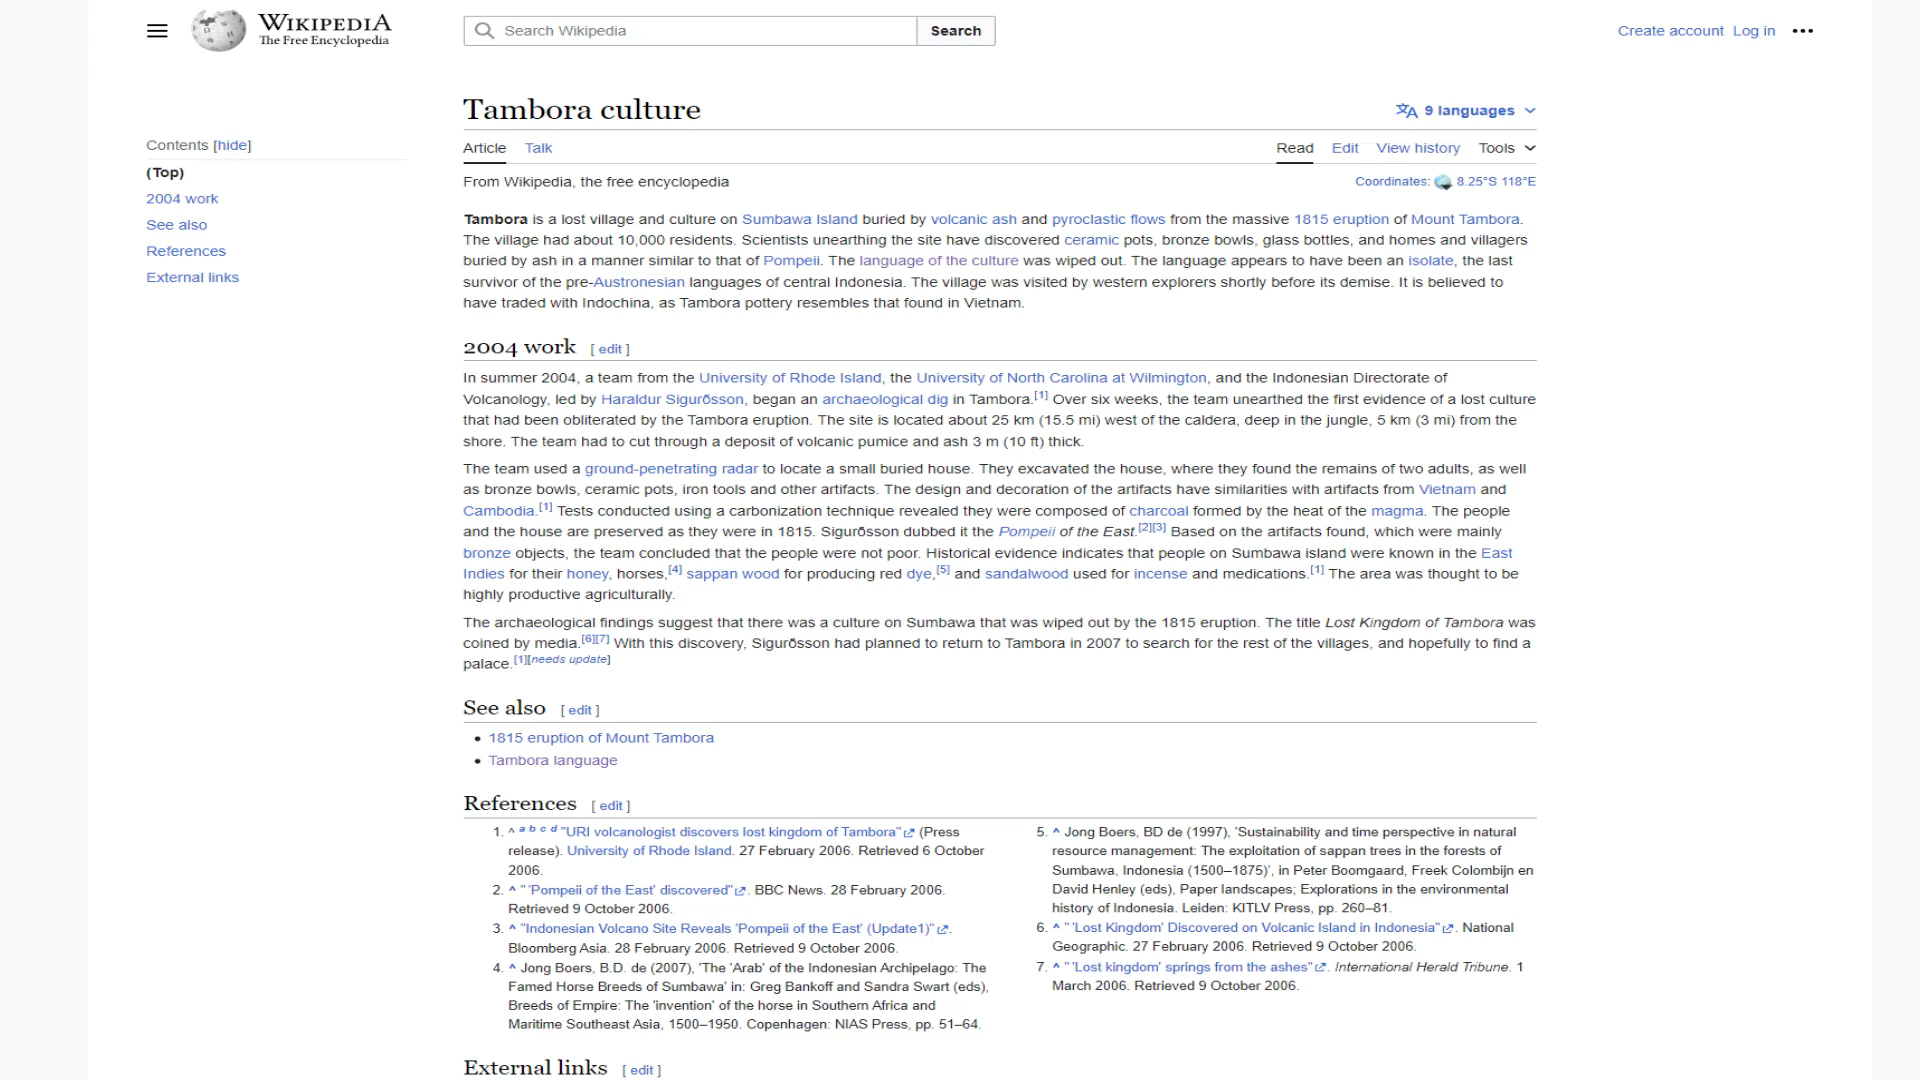 WIKIPEDIA
The Free Encyclopedia
Search Wikipedia
Search
Create account Log in
Tambora culture
9 languages
Contents [hide]
(Top)
2004 work
See also
References
External links
Article Talk
Read Edit View history Tools
From Wikipedia, the free encyclopedia
Coordinates: 8.25°S 118°E
Tambora is a lost village and culture on Sumbawa Island buried by volcanic ash and pyroclastic flows from the massive 1815 eruption of Mount Tambora.
The village had about 10,000 residents. Scientists unearthing the site have discovered ceramic pots, bronze bowls, glass bottles, and homes and villagers
buried by ash in a manner similar to that of Pompeii. The language of the culture was wiped out. The language appears to have been an isolate, the last
survivor of the pre-Austronesian languages of central Indonesia. The village was visited by western explorers shortly before its demise. It is believed to
have traded with Indochina, as Tambora pottery resembles that found in Vietnam.
2004 work [ edit ]
In summer 2004, a team from the University of Rhode Island, the University of North Carolina at Wilmington, and the Indonesian Directorate of
Volcanology, led by Haraldur Sigurðsson, began an archaeological dig in Tambora.[1] Over six weeks, the team unearthed the first evidence of a lost culture
that had been obliterated by the Tambora eruption. The site is located about 25 km (15.5 mi) west of the caldera, deep in the jungle, 5 km (3 mi) from the
shore. The team had to cut through a deposit of volcanic pumice and ash 3 m (10 ft) thick.
The team used a ground-penetrating radar to locate a small buried house. They excavated the house, where they found the remains of two adults, as well
as bronze bowls, ceramic pots, iron tools and other artifacts. The design and decoration of the artifacts have similarities with artifacts from Vietnam and
Cambodia.[1] Tests conducted using a carbonization technique revealed they were composed of charcoal formed by the heat of the magma. The people
and the house are preserved as they were in 1815. Sigurðsson dubbed it the Pompeii of the East.[2][3] Based on the artifacts found, which were mainly
bronze objects, the team concluded that the people were not poor. Historical evidence indicates that people on Sumbawa island were known in the East
Indies for their honey, horses,[4] sappan wood for producing red dye,[5] and sandalwood used for incense and medications.[1] The area was thought to be
highly productive agriculturally.
The archaeological findings suggest that there was a culture on Sumbawa that was wiped out by the 1815 eruption. The title Lost Kingdom of Tambora was
coined by media.[6][7] With this discovery, Sigurðsson had planned to return to Tambora in 2007 to search for the rest of the villages, and hopefully to find a
palace.[1][needs update]
See also [ edit ]
• 1815 eruption of Mount Tambora
• Tambora language
References [ edit ]
1. ^ a b c d "URI volcanologist discovers lost kingdom of Tambora" (Press
release). University of Rhode Island. 27 February 2006. Retrieved 6 October
2006.
2. ^ " 'Pompeii of the East' discovered". BBC News. 28 February 2006.
Retrieved 9 October 2006.
3. ^ "Indonesian Volcano Site Reveals 'Pompeii of the East' (Update1)".
Bloomberg Asia. 28 February 2006. Retrieved 9 October 2006.
4. ^ Jong Boers, B.D. de (2007), 'The 'Arab' of the Indonesian Archipelago: The
Famed Horse Breeds of Sumbawa' in: Greg Bankoff and Sandra Swart (eds),
Breeds of Empire: The 'invention' of the horse in Southern Africa and
Maritime Southeast Asia, 1500–1950. Copenhagen: NIAS Press, pp. 51–64.
5. ^ Jong Boers, BD de (1997), 'Sustainability and time perspective in natural
resource management: The exploitation of sappan trees in the forests of
Sumbawa, Indonesia (1500–1875)', in Peter Boomgaard, Freek Colombijn en
David Henley (eds), Paper landscapes; Explorations in the environmental
history of Indonesia. Leiden: KITLV Press, pp. 260–81.
6. ^ " 'Lost Kingdom' Discovered on Volcanic Island in Indonesia". National
Geographic. 27 February 2006. Retrieved 9 October 2006.
7. ^ " 'Lost kingdom' springs from the ashes". International Herald Tribune. 1
March 2006. Retrieved 9 October 2006.
External links [ edit ]